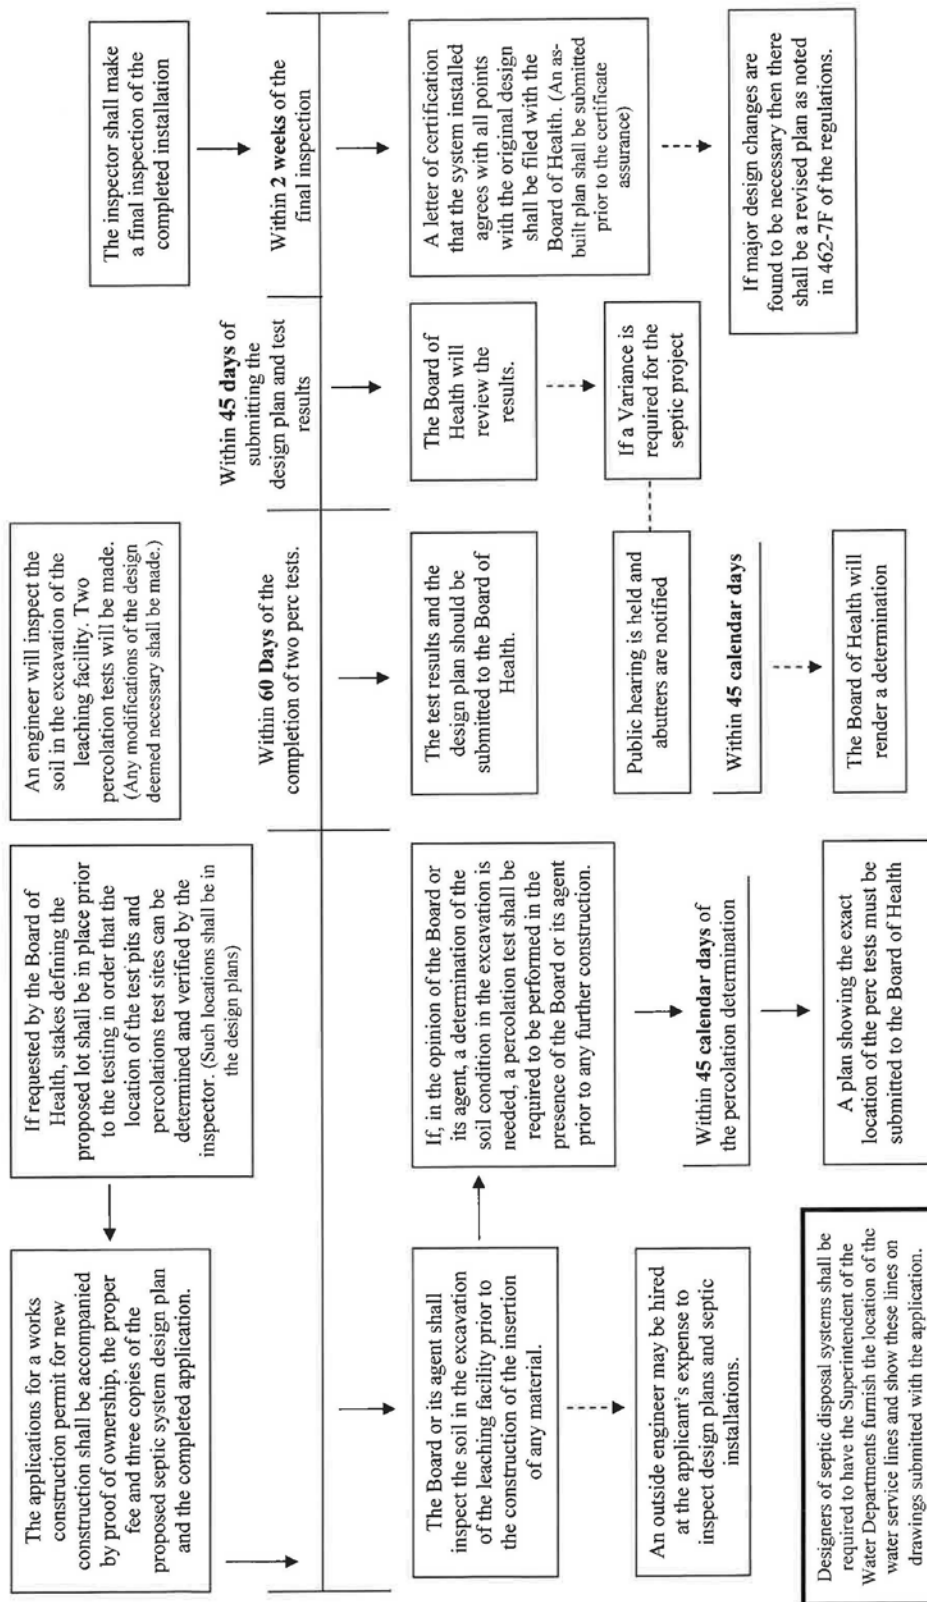 The applications for a works
construction permit for new
construction shall be accompanied
by proof of ownership, the proper
fee and three copies of the
proposed septic system design plan
and the completed application.
If requested by the Board of
Health, stakes defining the
proposed lot shall be in place prior
to the testing in order that the
location of the test pits and
percolations test sites can be
determined and verified by the
inspector. (Such locations shall be in
the design plans)
An engineer will inspect the
soil in the excavation of the
leaching facility. Two
percolation tests will be made.
(Any modifications of the design
deemed necessary shall be made.)
The inspector shall make
a final inspection of the
completed installation
Within 60 Days of the
completion of two perc tests.
Within 45 days of
submitting the
design plan and test
results
Within 2 weeks of the
final inspection
The Board or its agent shall
inspect the soil in the excavation
of the leaching facility prior to
the construction of the insertion
of any material.
If, in the opinion of the Board or
its agent, a determination of the
soil condition in the excavation is
needed, a percolation test shall be
required to be performed in the
presence of the Board or its agent
prior to any further construction.
The test results and the
design plan should be
submitted to the Board of
Health.
The Board of
Health will
review the
results.
A letter of certification
that the system installed
agrees with all points
with the original design
shall be filed with the
Board of Health. (An as-
built plan shall be submitted
prior to the certificate
assurance)
An outside engineer may be hired
at the applicant's expense to
inspect design plans and septic
installations.
Within 45 calendar days of
the percolation determination
Public hearing is held and
abutters are notified
If a Variance is
required for the
septic project
Within 45 calendar days
If major design changes are
found to be necessary then there
shall be a revised plan as noted
in 462-7F of the regulations.
Designers of septic disposal systems shall be
required to have the Superintendent of the
Water Departments furnish the location of the
water service lines and show these lines on
drawings submitted with the application.
A plan showing the exact
location of the perc tests must be
submitted to the Board of Health
The Board of Health will
render a determination